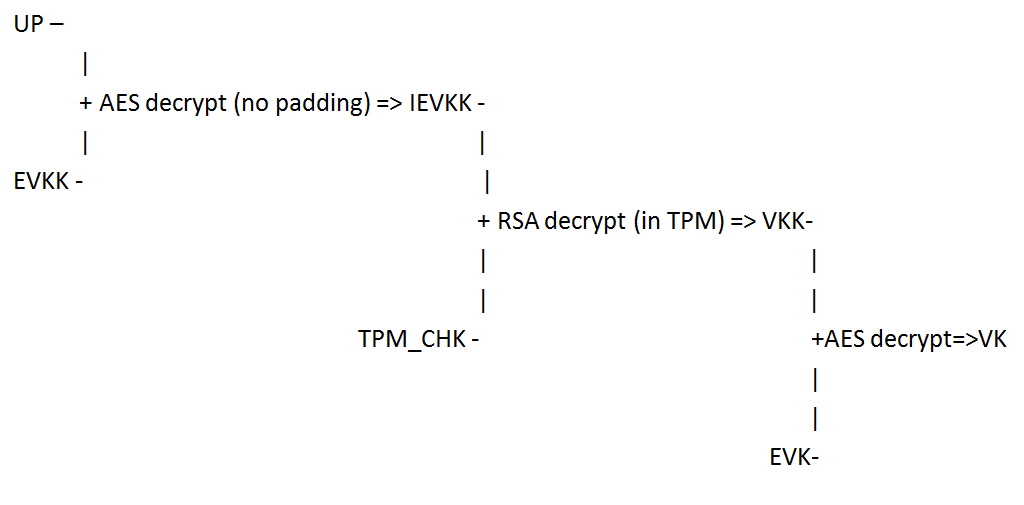 UP –
|
+ AES decrypt (no padding) => IEVKK -
| |
EVKK - |
+ RSA decrypt (in TPM) => VKK-
| |
| |
TPM_CHK - +AES decrypt=>VK
|
|
EVK-